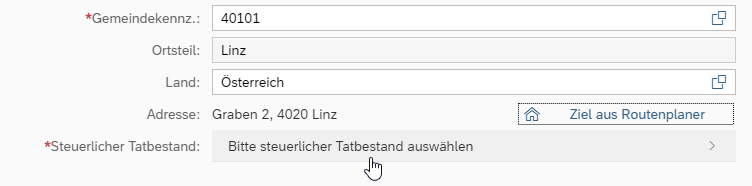 *Gemeindekennz.: 40101
Ortsteil: Linz
Land: Österreich
Adresse: Graben 2, 4020 Linz Ziel aus Routenplaner
*Steuerlicher Tatbestand: Bitte steuerlicher Tatbestand auswählen